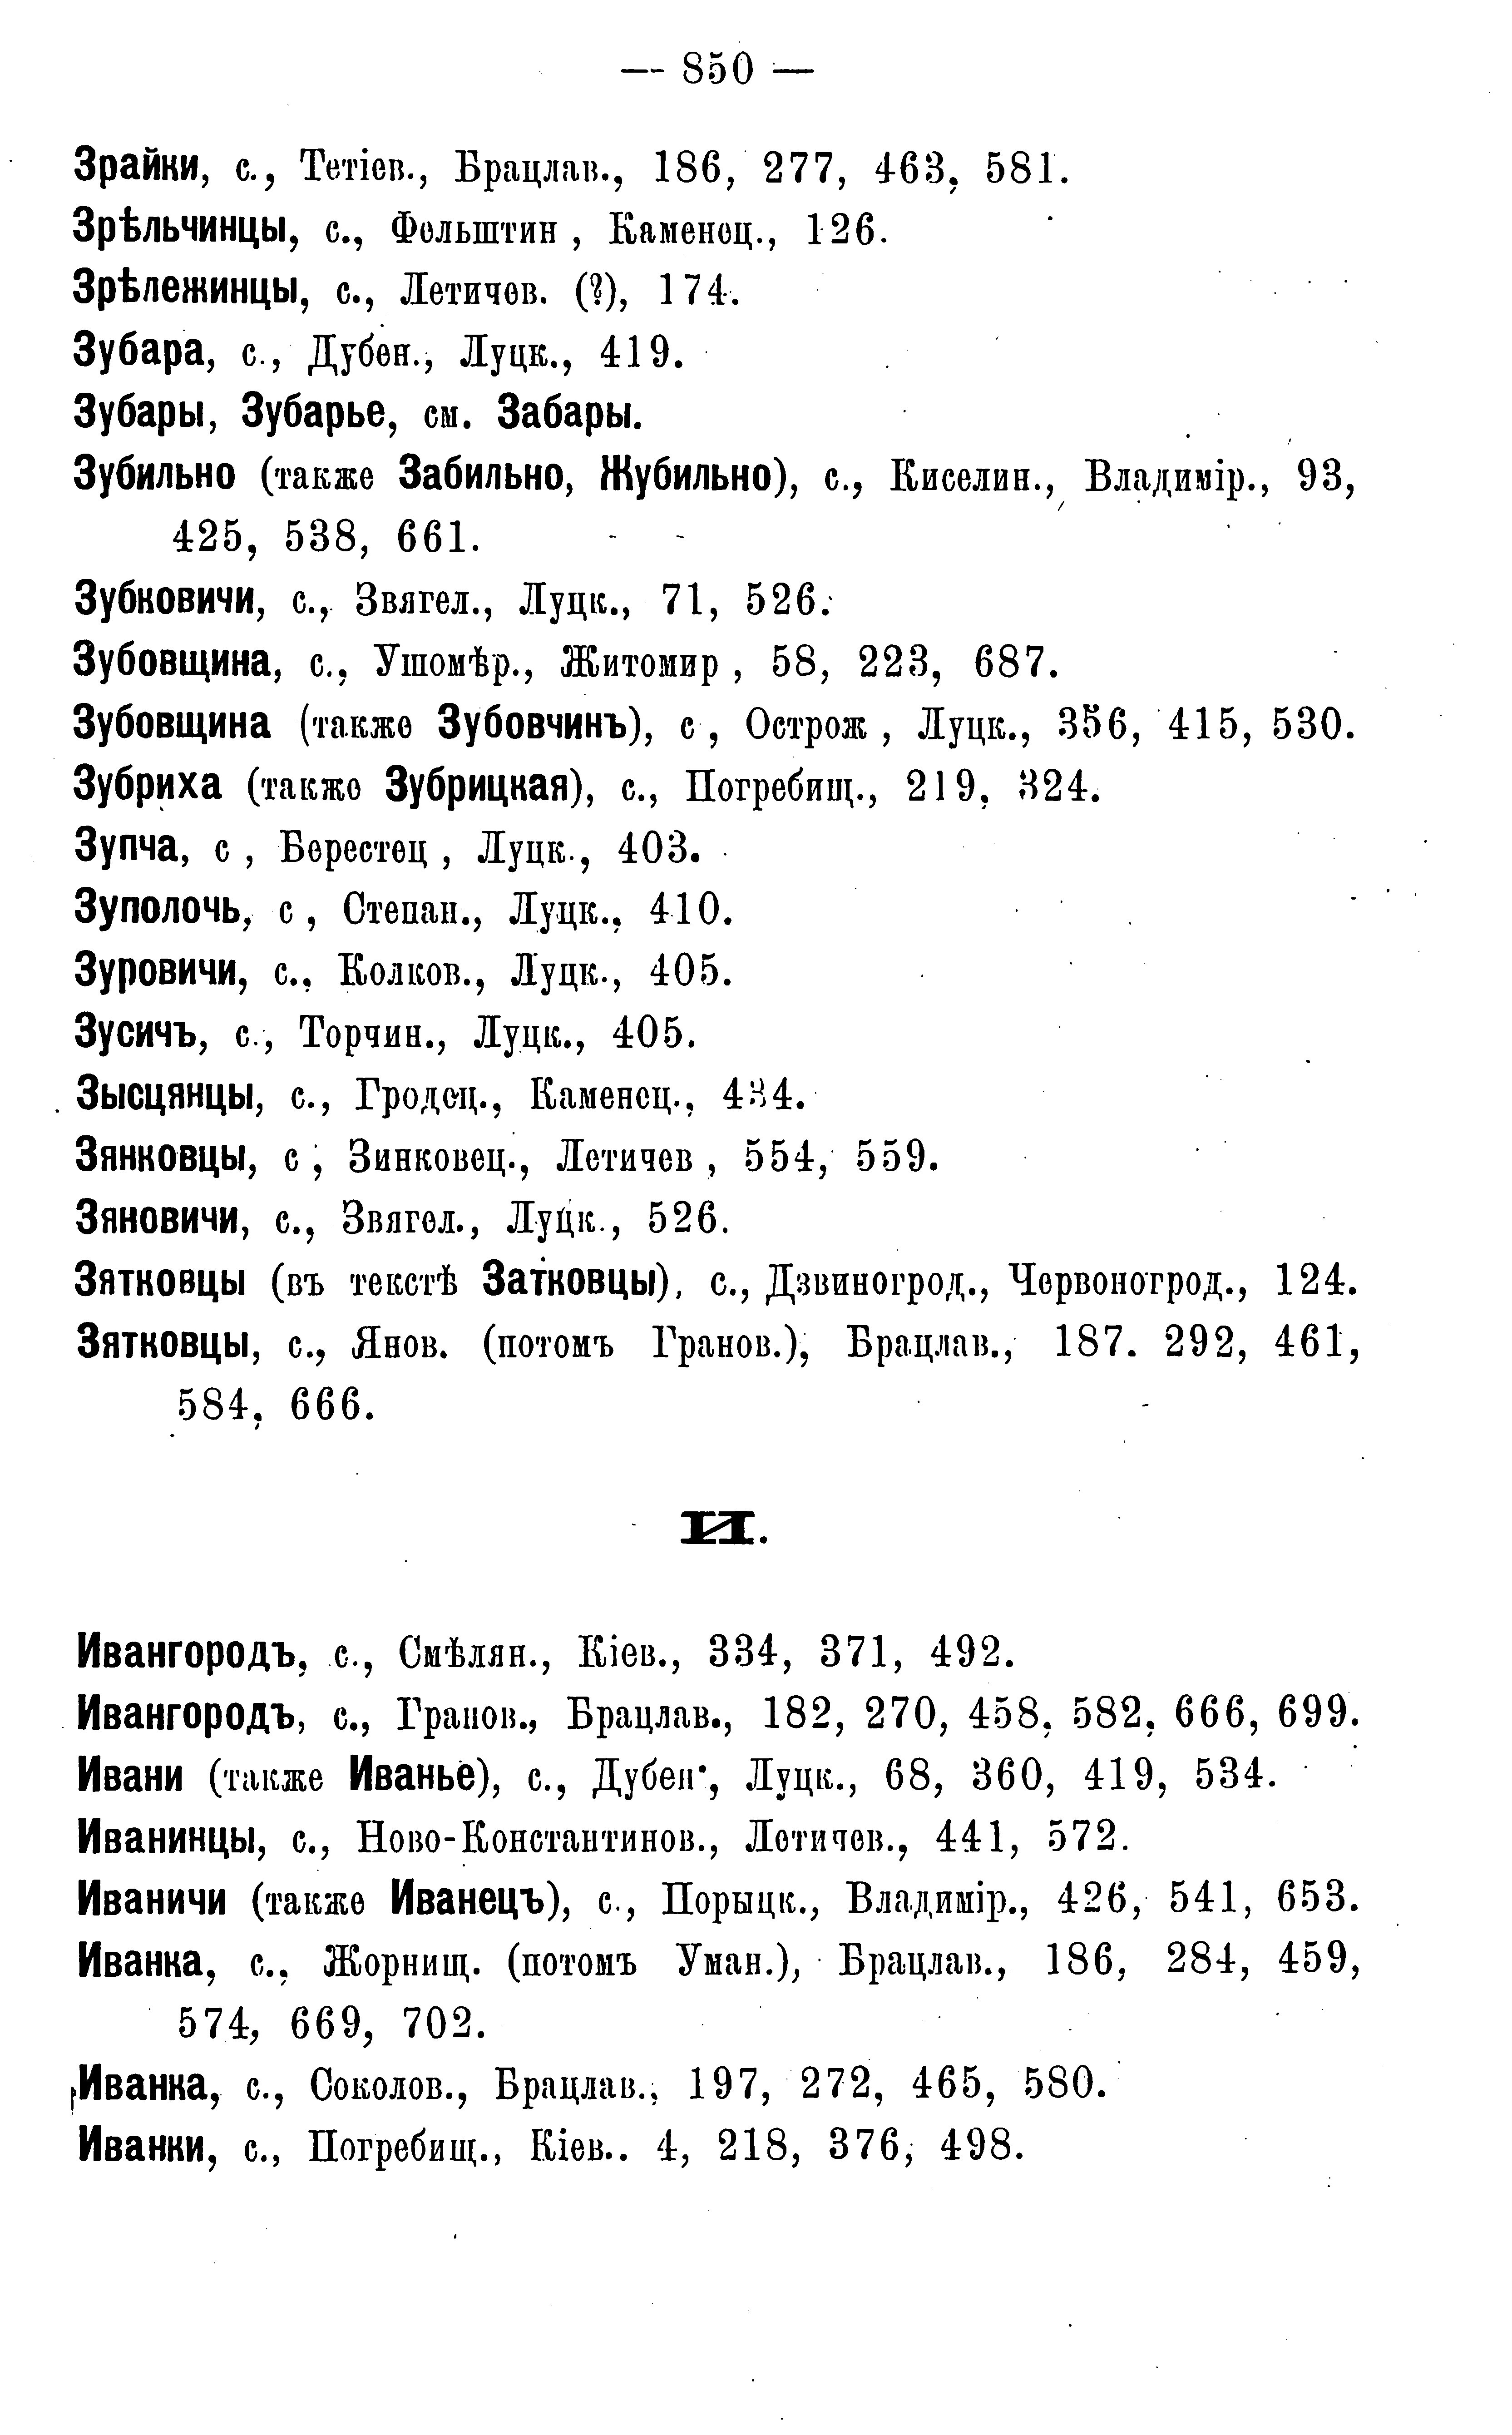 — 850 —
Зрайки, с., Тетіев., Брацлав., 186, 277, 463, 581.
Зрѣльчинцы, с., Фельштин , Каменец., 126.
Зрѣлежинцы, с., Летичев. (?), 174.
Зубара, с., Дубен., Луцк., 419.
Зубары, Зубарье, см. Забары.
Зубильно (также Забильно, Жубильно), с., Киселин., Владимір., 93,
425, 538, 661.
Зубковичи, с., Звягел., Луцк., 71, 526.
Зубовщина, с., Ушомѣр., Житомир , 58, 223, 687.
Зубовщина (также Зубовчинъ), с , Острож , Луцк., 356, 415, 530.
Зубриха (также Зубрицкая), с., Погребищ., 219, 324.
Зупча, с , Берестец , Луцк., 403.
Зуполочь, с , Степан., Луцк., 410.
Зуровичи, с., Колков., Луцк., 405.
Зусичъ, с., Торчин., Луцк., 405.
Зысцянцы, с., Гродец., Каменец., 434.
Зянковцы, с , Зинковец., Летичев , 554, 559.
Зяновичи, с., Звягел., Луцк., 526.
Зятковцы (въ текстѣ Затковцы), с., Дзвиногрод., Червоногрод., 124.
Зятковцы, с., Янов. (потомъ Гранов.), Брацлав., 187. 292, 461,
584, 666.
И.
Ивангородъ, с., Смѣлян., Кіев., 334, 371, 492.
Ивангородъ, с., Гранов., Брацлав., 182, 270, 458, 582, 666, 699.
Ивани (также Иванье), с., Дубен., Луцк., 68, 360, 419, 534.
Иванинцы, с., Ново-Константинов., Летичев., 441, 572.
Иваничи (также Иванецъ), с., Порыцк., Владимір., 426, 541, 653.
Иванка, с., Жорнищ. (потомъ Уман.), Брацлав., 186, 284, 459,
574, 669, 702.
Иванка, с., Соколов., Брацлав., 197, 272, 465, 580.
Иванки, с., Погребищ., Кіев.. 4, 218, 376, 498.